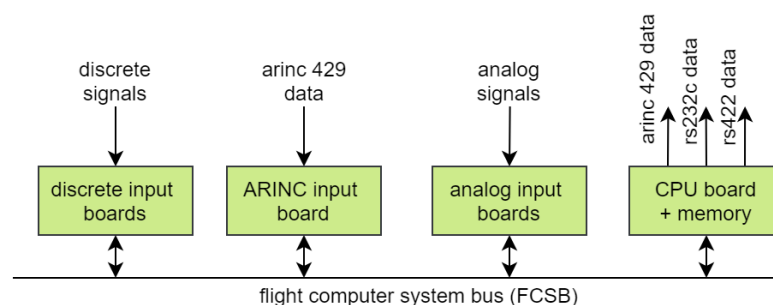 discrete
signals
arinc 429
data
analog
signals
arinc 429 data
rs232c data
rs422 data
discrete input
boards
ARINC input
board
analog input
boards
CPU board
+ memory
flight computer system bus (FCSB)